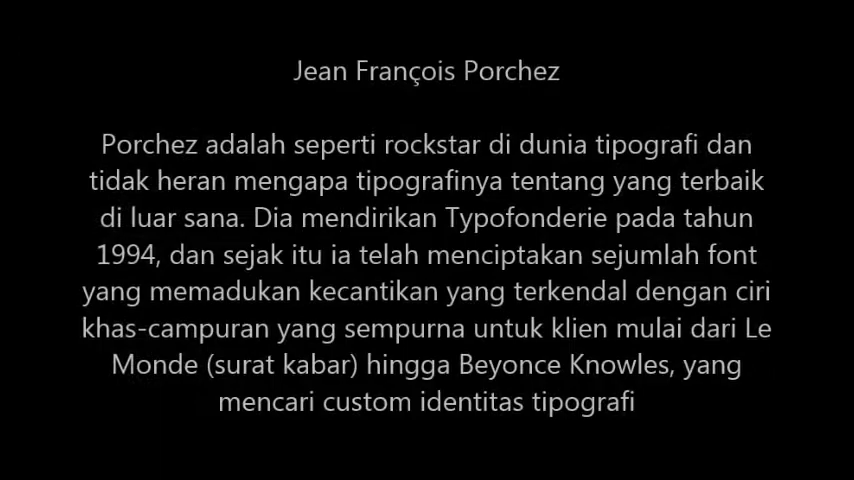 Jean François Porchez
Porchez adalah seperti rockstar di dunia tipografi dan
tidak heran mengapa tipografinya tentang yang terbaik
di luar sana. Dia mendirikan Typofonderie pada tahun
1994, dan sejak itu ia telah menciptakan sejumlah font
yang memadukan kecantikan yang terkendal dengan ciri
khas-campuran yang sempurna untuk klien mulai dari Le
Monde (surat kabar) hingga Beyonce Knowles, yang
mencari custom identitas tipografi